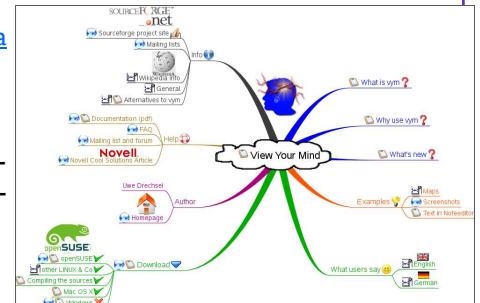 a
SOURCEFORGE
.net
Sourceforge project site
Mailing lists
Wikipedia info
General
Alternatives to vym
Info
Documentation (pdf)
FAQ
Mailing list and forum
Novell
Novell Cool Solutions Article
Help
Uwe Drechsel
Homepage
Author
openSUSE
openSUSE
other LINUX & Co
Compiling the sources
Mac OS X
Windows
Download
View Your Mind
What is vym
Why use vym
What's new
Examples
Maps
Screenshots
Text in Noteeditor
What users say
English
German